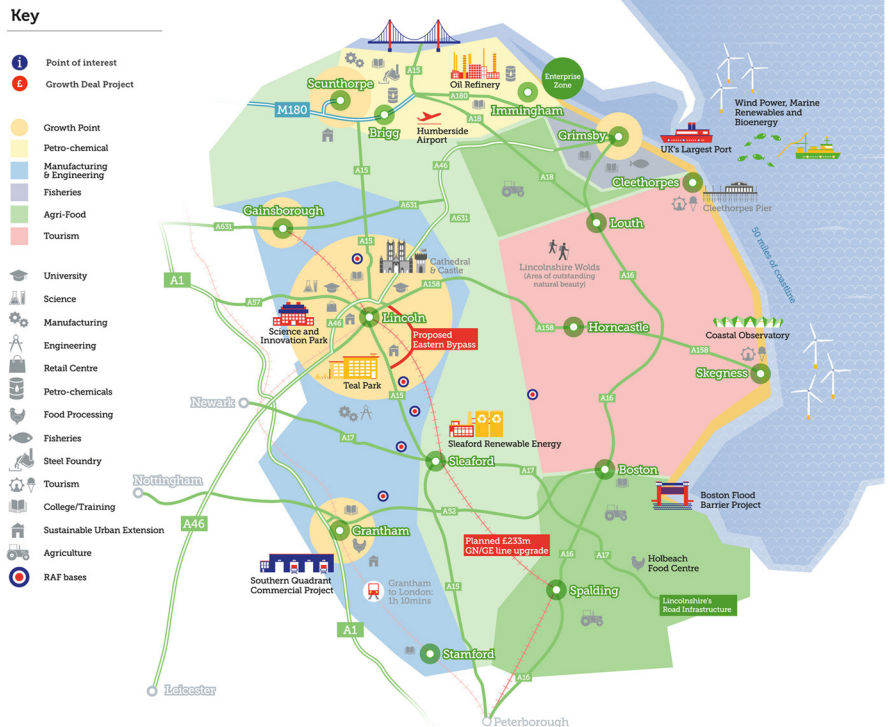 Key
Point of interest
£
Growth Deal Project
Growth Point
Petro-chemical
Manufacturing
& Engineering
Fisheries
Agri-Food
Tourism
University
Science
Manufacturing
Engineering
Retail Centre
Petro-chemicals
Food Processing
Fisheries
Steel Foundry
Tourism
College/Training
Sustainable Urban Extension
Agriculture
RAF bases
A15
Oil Refinery
Enterprise
Zone
Scunthorpe
A180
Immingham
M180
Brigg
A18
Humberside
Airport
Grimsby
Wind Power, Marine
Renewables and
Bioenergy
UK's Largest Port
A15
A46
A18
Cleethorpes
Cleethorpes Pier
Gainsborough
A631
A631
A631
Louth
A15
Cathedral
& Castle
Lincolnshire Wolds
(Area of outstanding
natural beauty)
50 miles of coastline
A1
A57
A158
A16
Science and
Innovation Park
A46
Lincoln
Proposed
Eastern Bypass
A158
Horncastle
Coastal Observatory
A158
Teal Park
Skegness
Newark
A15
A16
A17
Sleaford Renewable Energy
Sleaford
A17
Boston
Nottingham
Boston Flood
Barrier Project
A46
A52
Grantham
Planned £233m
GN/GE line upgrade
A16
A17
Holbeach
Food Centre
Southern Quadrant
Commercial Project
Grantham
to London:
1h 10mins
A15
Spalding
Lincolnshire's
Road Infrastructure
A1
Stamford
A16
Leicester
Peterborough